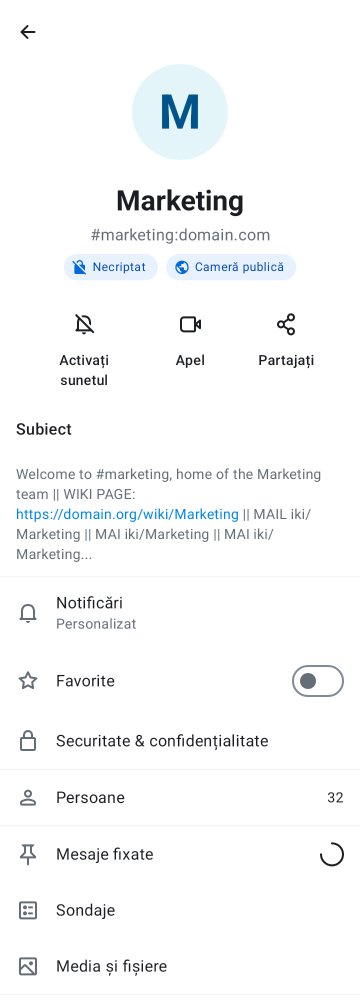 M
Marketing
#marketing:domain.com
Necriptat
Cameră publică
Activați
sunetul
Apel
Partajați
Subiect
Welcome to #marketing, home of the Marketing
team || WIKI PAGE:
https://domain.org/wiki/Marketing || MAIL iki/
Marketing || MAI iki/Marketing || MAI iki/
Marketing...
Notificări
Personalizat
Favorite
Securitate & confidențialitate
Persoane 32
Mesaje fixate
Sondaje
Media și fișiere